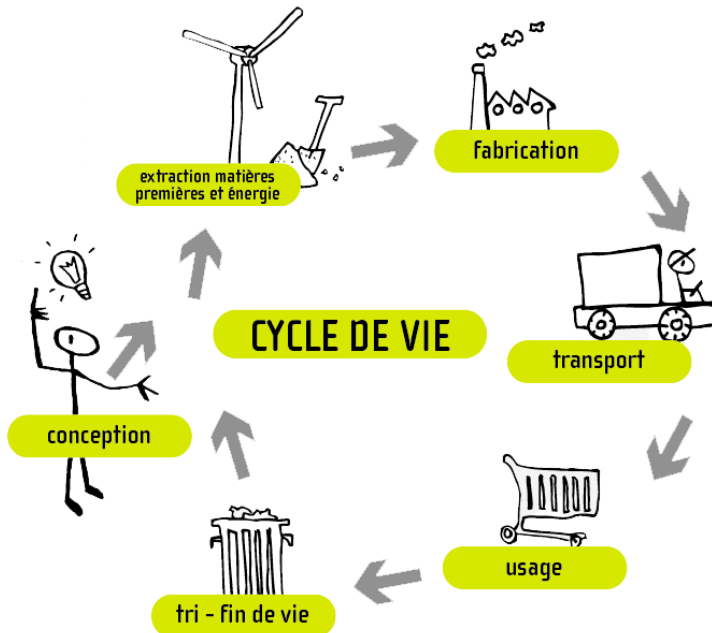 extraction matières
premières et énergie
fabrication
CYCLE DE VIE
transport
conception
usage
tri - fin de vie